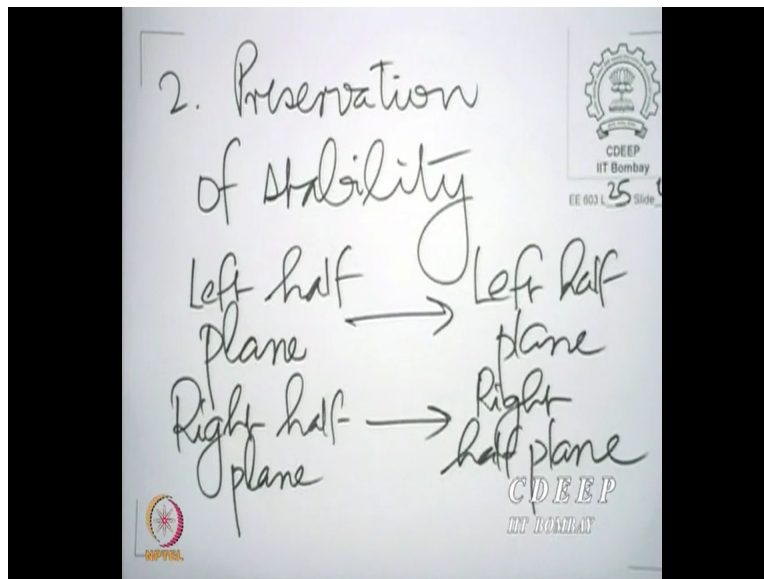 2. Preservation
of stability
Left half
plane → Left half
plane
Right half
plane → Right
half plane
CDEEP
IIT Bombay
EE 603 L 25 Slide
CDEEP
IIT BOMBAY
NPTEL